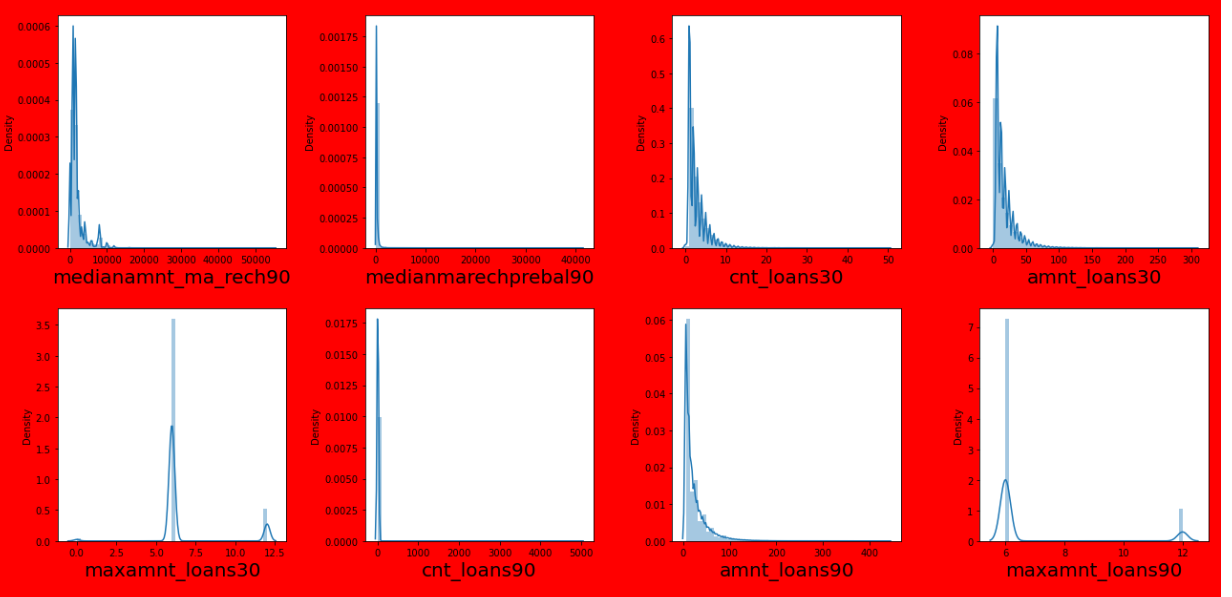 0.0006
0.0005
0.0004
0.0003
0.0002
0.0001
0.0000
Density
0 10000 20000 30000 40000 50000
medianamnt_ma_rech90
0.00175
0.00150
0.00125
0.00100
0.00075
0.00050
0.00025
0.00000
Density
0 10000 20000 30000 40000
medianmarechprebal90
0.6
0.5
0.4
0.3
0.2
0.1
0.0
Density
0 10 20 30 40 50
cnt_loans30
0.08
0.06
0.04
0.02
0.00
Density
0 50 100 150 200 250 300
amnt_loans30
3.5
3.0
2.5
2.0
1.5
1.0
0.5
0.0
Density
0.0 2.5 5.0 7.5 10.0 12.5
maxamnt_loans30
0.0175
0.0150
0.0125
0.0100
0.0075
0.0050
0.0025
0.0000
Density
0 1000 2000 3000 4000 5000
cnt_loans90
0.06
0.05
0.04
0.03
0.02
0.01
0.00
Density
0 100 200 300 400
amnt_loans90
7
6
5
4
3
2
1
0
Density
6 8 10 12
maxamnt_loans90